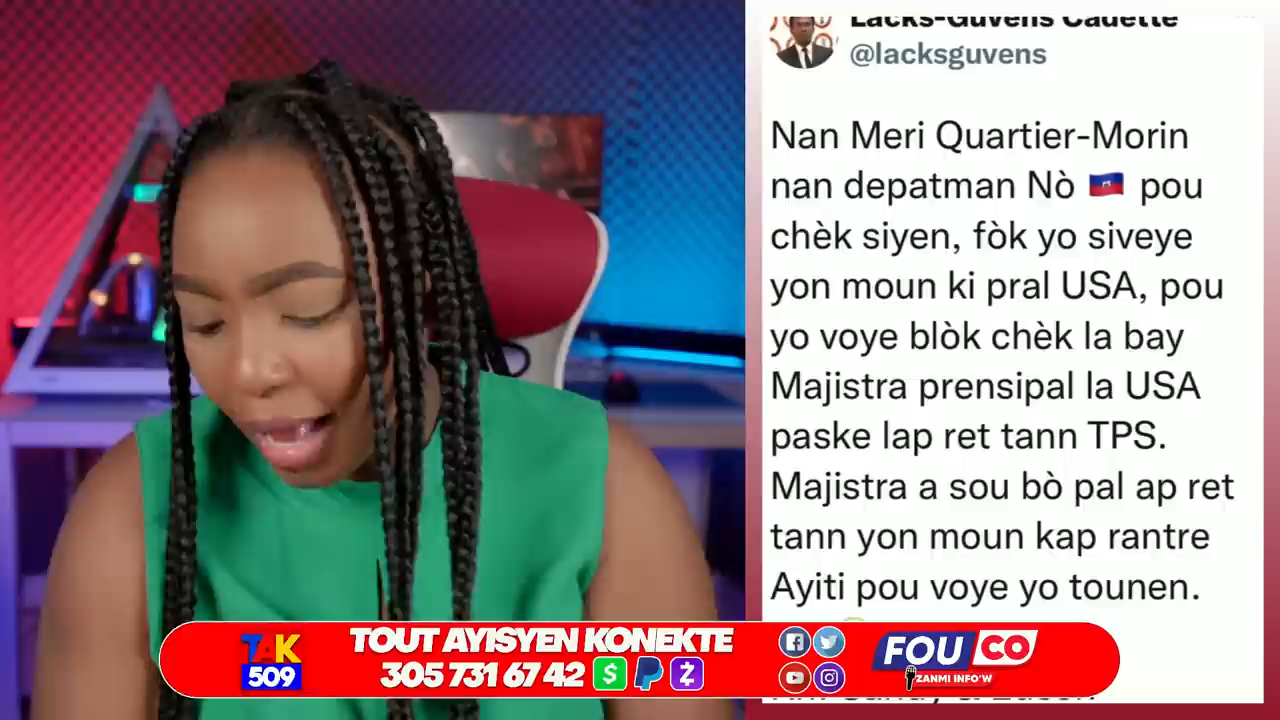 Lacks-Guvens Cadette
@lacksguvens
Nan Meri Quartier-Morin
nan depatman Nò 🇭🇹 pou
chèk siyen, fòk yo siveye
yon moun ki pral USA, pou
yo voye blòk chèk la bay
Majistra prensipal la USA
paske lap ret tann TPS.
Majistra a sou bò pal ap ret
tann yon moun kap rantre
Ayiti pou voye yo tounen.
TAK
509
TOUT AYISYEN KONEKTE
305 731 67 42
FOU CO
ZANMI INFO'W